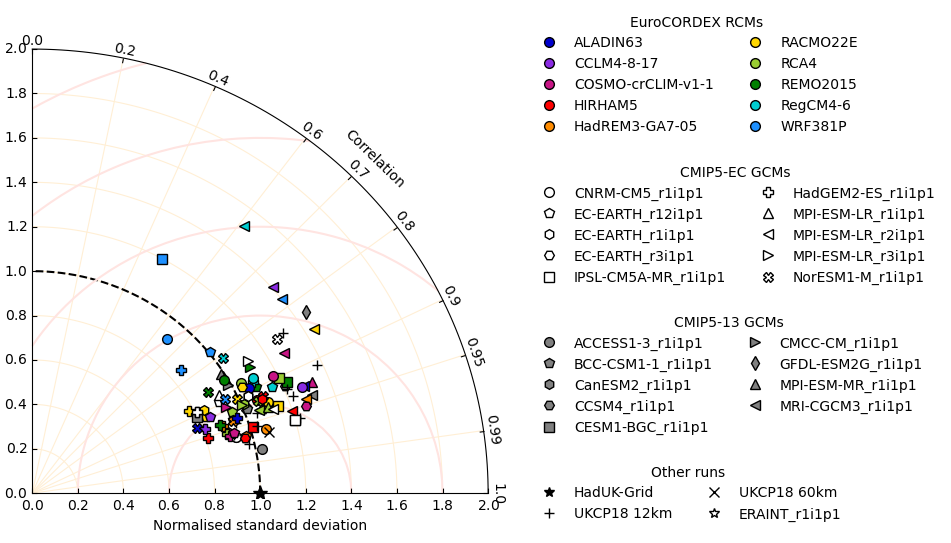 0.0
0.2
0.4
0.6
0.7
0.8
0.9
0.95
0.99
1.0
Correlation
2.0
1.8
1.6
1.4
1.2
1.0
0.8
0.6
0.4
0.2
0.0
0.0 0.2 0.4 0.6 0.8 1.0 1.2 1.4 1.6 1.8 2.0
Normalised standard deviation
EuroCORDEX RCMs
ALADIN63 RACMO22E
CCLM4-8-17 RCA4
COSMO-crCLIM-v1-1 REMO2015
HIRHAM5 RegCM4-6
HadREM3-GA7-05 WRF381P
CMIP5-EC GCMs
CNRM-CM5_r1i1p1 HadGEM2-ES_r1i1p1
EC-EARTH_r12i1p1 MPI-ESM-LR_r1i1p1
EC-EARTH_r1i1p1 MPI-ESM-LR_r2i1p1
EC-EARTH_r3i1p1 MPI-ESM-LR_r3i1p1
IPSL-CM5A-MR_r1i1p1 NorESM1-M_r1i1p1
CMIP5-13 GCMs
ACCESS1-3_r1i1p1 CMCC-CM_r1i1p1
BCC-CSM1-1_r1i1p1 GFDL-ESM2G_r1i1p1
CanESM2_r1i1p1 MPI-ESM-MR_r1i1p1
CCSM4_r1i1p1 MRI-CGCM3_r1i1p1
CESM1-BGC_r1i1p1
Other runs
HadUK-Grid UKCP18 60km
UKCP18 12km ERAINT_r1i1p1